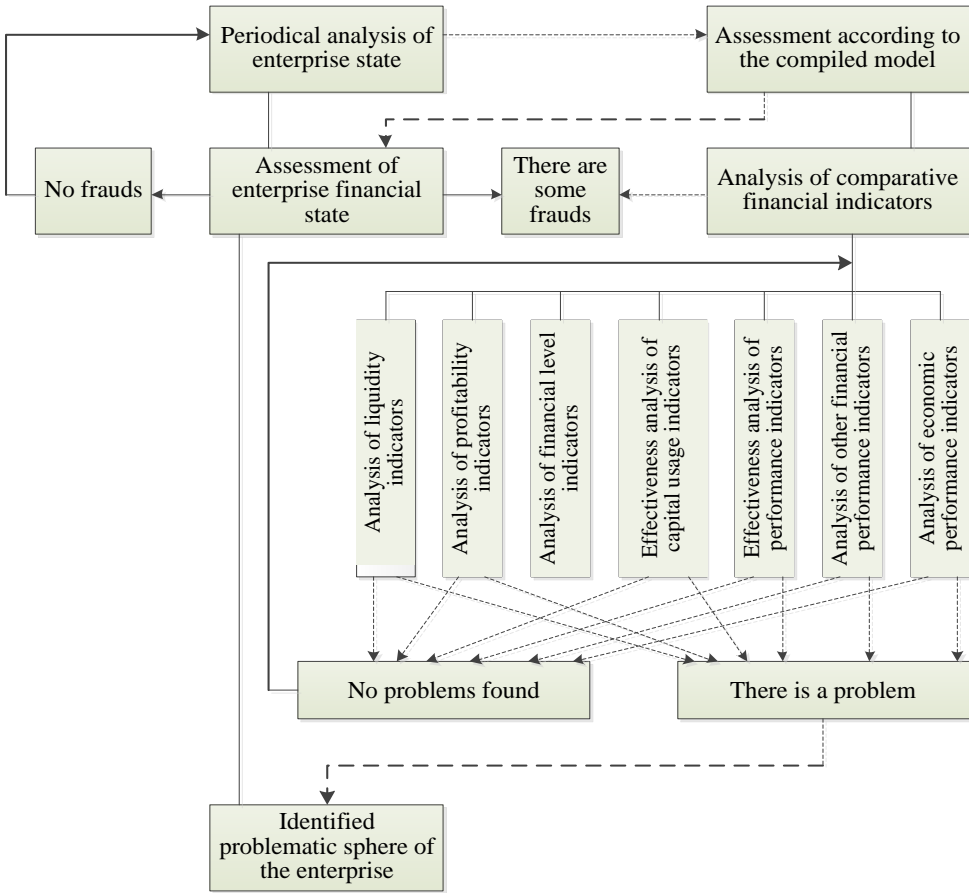 Periodical analysis of
enterprise state
Assessment according to
the compiled model
No frauds
Assessment of
enterprise financial
state
There are
some
frauds
Analysis of comparative
financial indicators
Analysis of liquidity
indicators
Analysis of profitability
indicators
Analysis of financial level
indicators
Effectiveness analysis of
capital usage indicators
Effectiveness analysis of
performance indicators
Analysis of other financial
performance indicators
Analysis of economic
performance indicators
No problems found
There is a problem
Identified
problematic sphere of
the enterprise